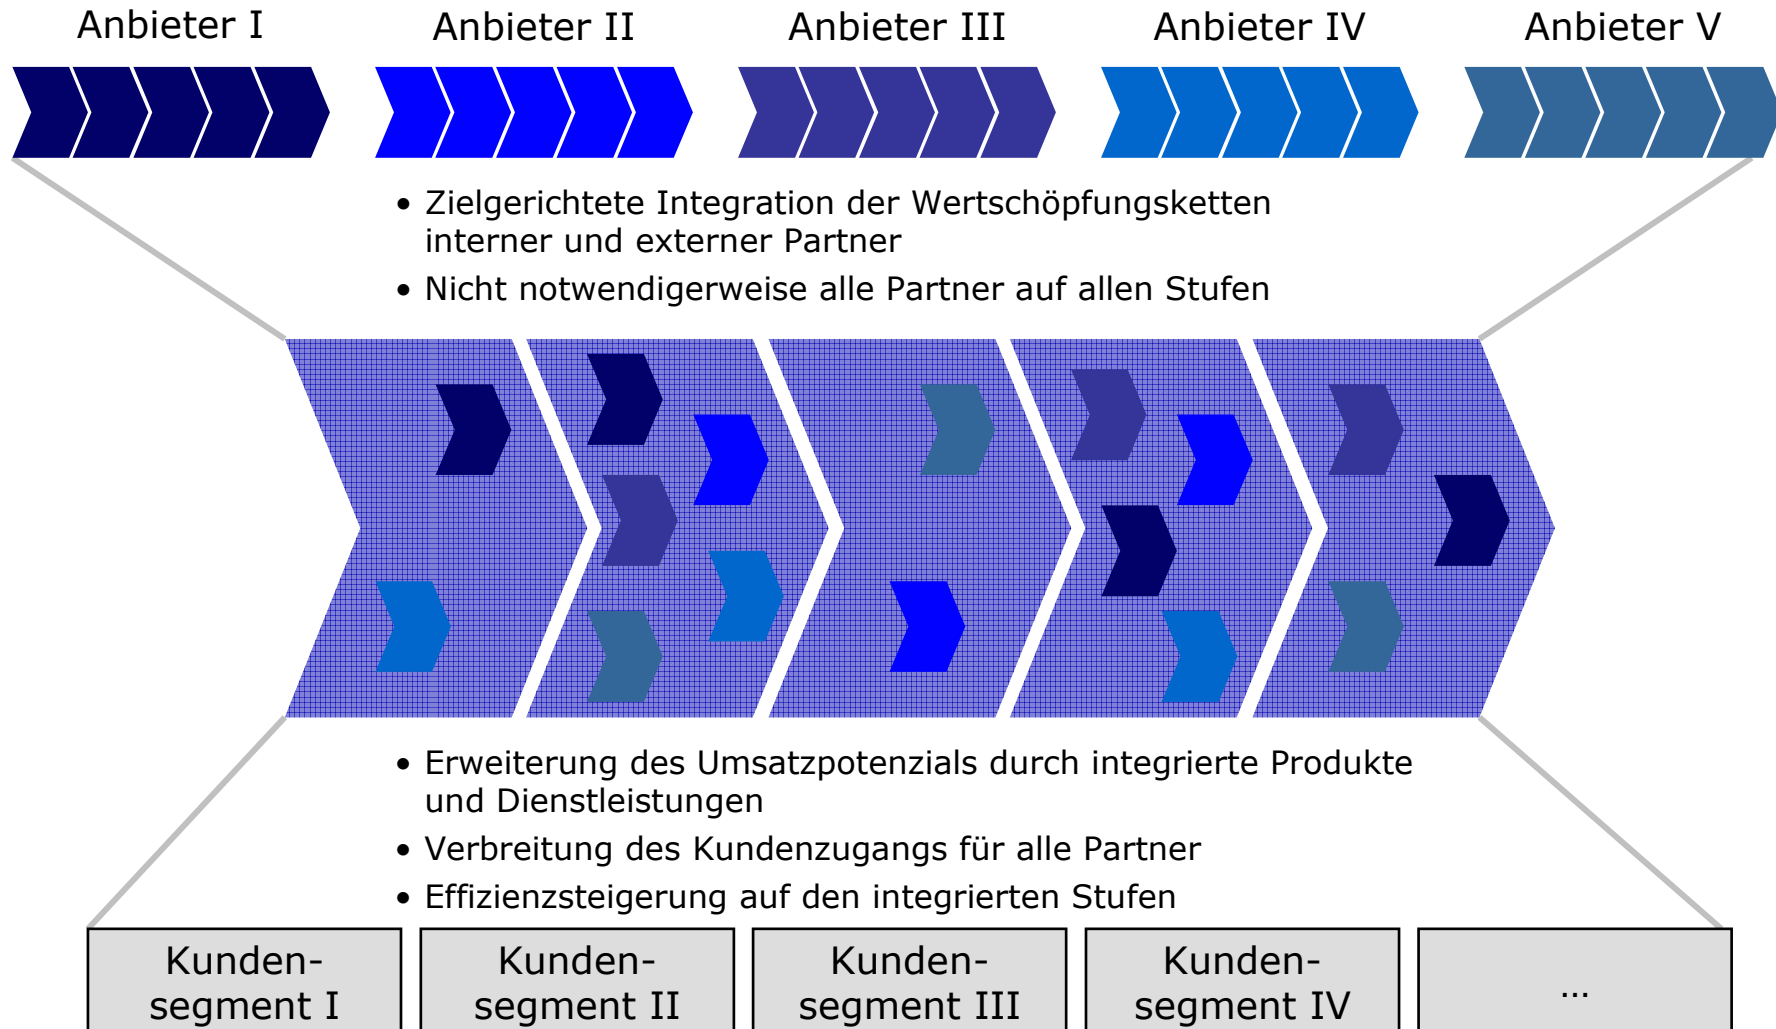 Anbieter I
Anbieter II
Anbieter III
Anbieter IV
Anbieter V
• Zielgerichtete Integration der Wertschöpfungsketten
interner und externer Partner
• Nicht notwendigerweise alle Partner auf allen Stufen
• Erweiterung des Umsatzpotenzials durch integrierte Produkte
und Dienstleistungen
• Verbreitung des Kundenzugangs für alle Partner
• Effizienzsteigerung auf den integrierten Stufen
Kunden-
segment I
Kunden-
segment II
Kunden-
segment III
Kunden-
segment IV
...